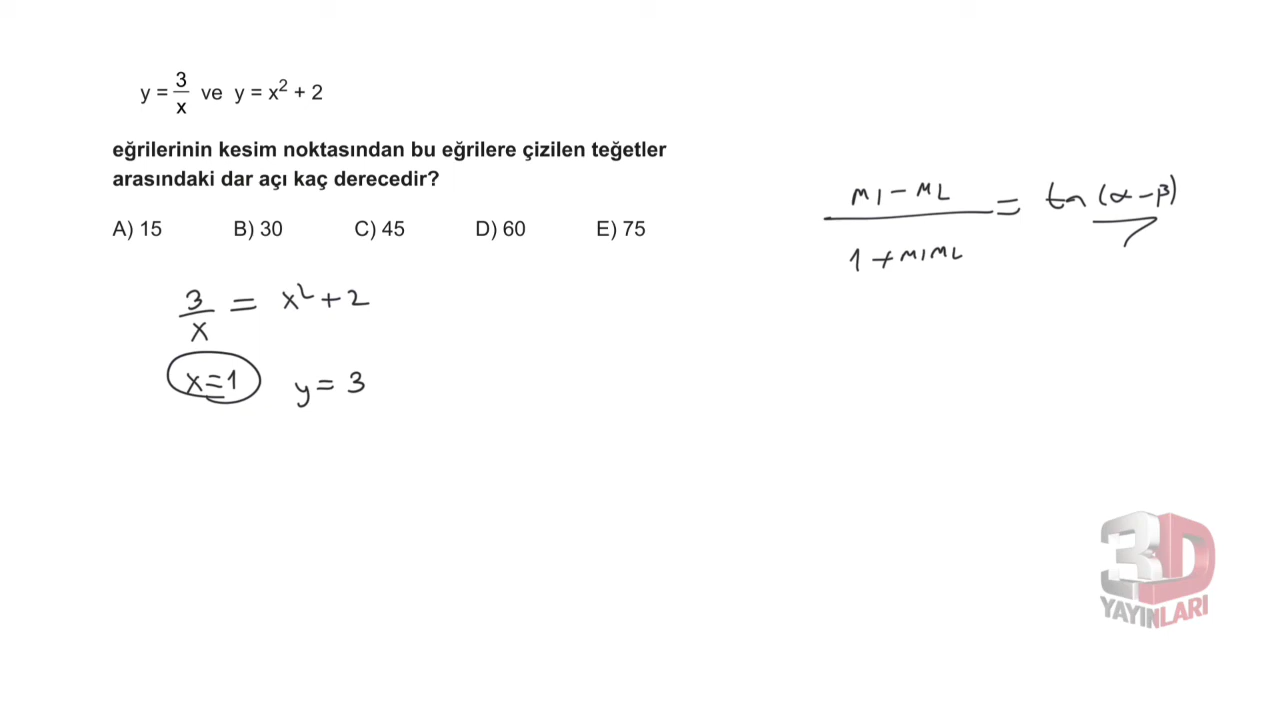 y = 3/x ve y = x² + 2
eğrilerinin kesim noktasından bu eğrilere çizilen teğetler
arasındaki dar açı kaç derecedir?
A) 15 B) 30 C) 45 D) 60 E) 75
3/x = x² + 2
x = 1 y = 3
(m1 - m2)/(1 + m1m2) = tan(α - β)
3D
YAYINLARI